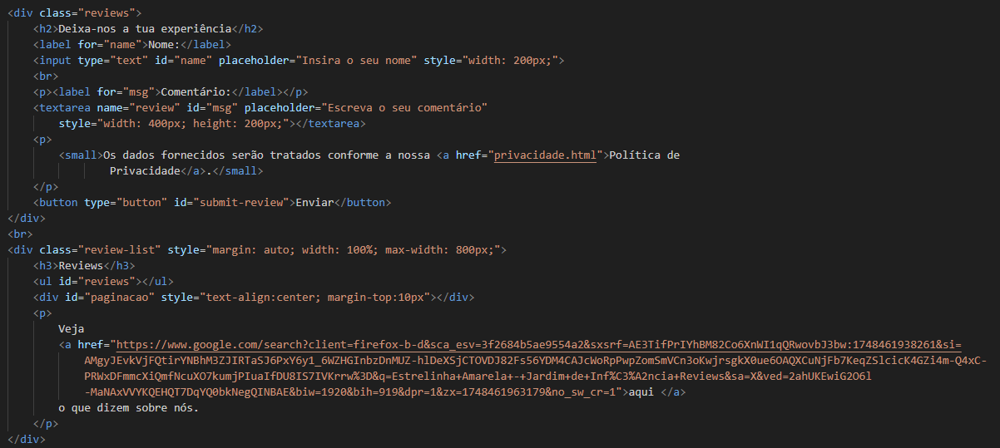 <div class="reviews">
<h2>Deixa-nos a tua experiência</h2>
<label for="name">Nome:</label>
<input type="text" id="name" placeholder="Insira o seu nome" style="width: 200px;">
<br>
<p><label for="msg">Comentário:</label></p>
<textarea name="review" id="msg" placeholder="Escreva o seu comentário"
style="width: 400px; height: 200px;"></textarea>
<p>
<small>Os dados fornecidos serão tratados conforme a nossa <a href="privacidade.html">Política de
Privacidade</a>.</small>
</p>
<button type="button" id="submit-review">Enviar</button>
</div>
<br>
<div class="review-list" style="margin: auto; width: 100%; max-width: 800px;">
<h3>Reviews</h3>
<ul id="reviews"></ul>
<div id="paginacao" style="text-align:center; margin-top:10px"></div>
<p>
Veja
<a href="https://www.google.com/search?client=firefox-b-d&sca_esv=3f2684b5ae9554a2&sxsrf=AE3TifPrIYhBM82Co6XnWI1qQRwovbJ3bw:1748461938261&si=
AMgyJEvkVjFQtirYNBhM3ZJIRTaSJ6PxY6y1_6WZHGInbzDnMUZ-hlDeXSjCTOVDJ82Fs56YDM4CAJcWoRpPwpZomSmVCn3oKwjrsgkX0ue6OAQXCuNjFb7KeqZSlcicK4GZi4m-Q4xC-
PRWxDFmmcXiQmfNcuXO7kumjPIuaIfDU8IS7IVKrrw%3D&q=Estrelinha+Amarela+-+Jardim+de+Inf%C3%A2ncia+Reviews&sa=X&ved=2ahUKEwiG2O6l
-MaNAxVVYKQEHQT7DqYQ0bkNegQINBAE&biw=1920&bih=919&dpr=1&zx=1748461963179&no_sw_cr=1">aqui </a>
o que dizem sobre nós.
</p>
</div>